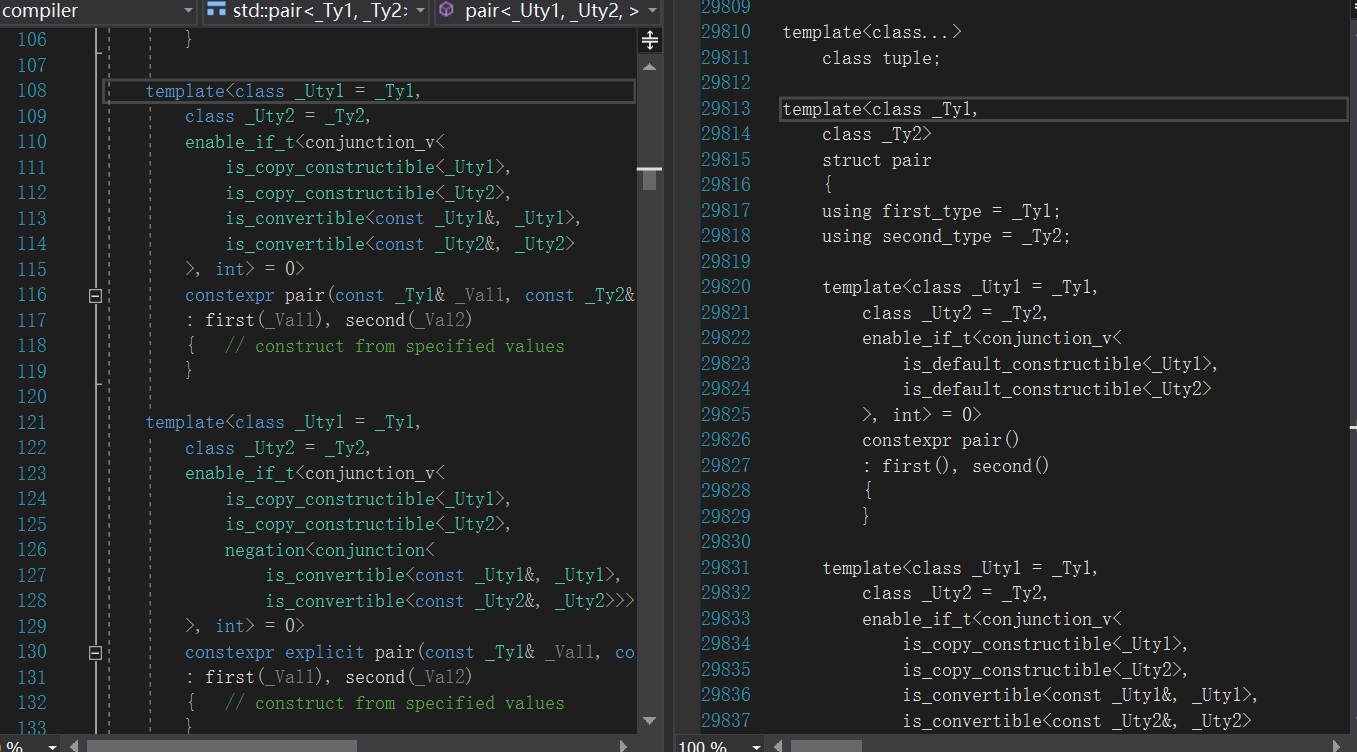 compiler
std::pair<_Ty1, _Ty2>
pair<_Uty1, _Uty2, >
106 }
107
108 template<class _Uty1 = _Ty1,
109 class _Uty2 = _Ty2,
110 enable_if_t<conjunction_v<
111 is_copy_constructible<_Uty1>,
112 is_copy_constructible<_Uty2>,
113 is_convertible<const _Uty1&, _Uty1>,
114 is_convertible<const _Uty2&, _Uty2>
115 >, int> = 0>
116 constexpr pair(const _Ty1& _Val1, const _Ty2&
117 : first(_Val1), second(_Val2)
118 { // construct from specified values
119 }
120
121 template<class _Uty1 = _Ty1,
122 class _Uty2 = _Ty2,
123 enable_if_t<conjunction_v<
124 is_copy_constructible<_Uty1>,
125 is_copy_constructible<_Uty2>,
126 negation<conjunction<
127 is_convertible<const _Uty1&, _Uty1>,
128 is_convertible<const _Uty2&, _Uty2>>>
129 >, int> = 0>
130 constexpr explicit pair(const _Ty1& _Val1, co
131 : first(_Val1), second(_Val2)
132 { // construct from specified values
133 }
%
29809
29810 template<class...>
29811 class tuple;
29812
29813 template<class _Ty1,
29814 class _Ty2>
29815 struct pair
29816 {
29817 using first_type = _Ty1;
29818 using second_type = _Ty2;
29819
29820 template<class _Uty1 = _Ty1,
29821 class _Uty2 = _Ty2,
29822 enable_if_t<conjunction_v<
29823 is_default_constructible<_Uty1>,
29824 is_default_constructible<_Uty2>
29825 >, int> = 0>
29826 constexpr pair()
29827 : first(), second()
29828 {
29829 }
29830
29831 template<class _Uty1 = _Ty1,
29832 class _Uty2 = _Ty2,
29833 enable_if_t<conjunction_v<
29834 is_copy_constructible<_Uty1>,
29835 is_copy_constructible<_Uty2>,
29836 is_convertible<const _Uty1&, _Uty1>,
29837 is_convertible<const _Uty2&, _Uty2>
100 %